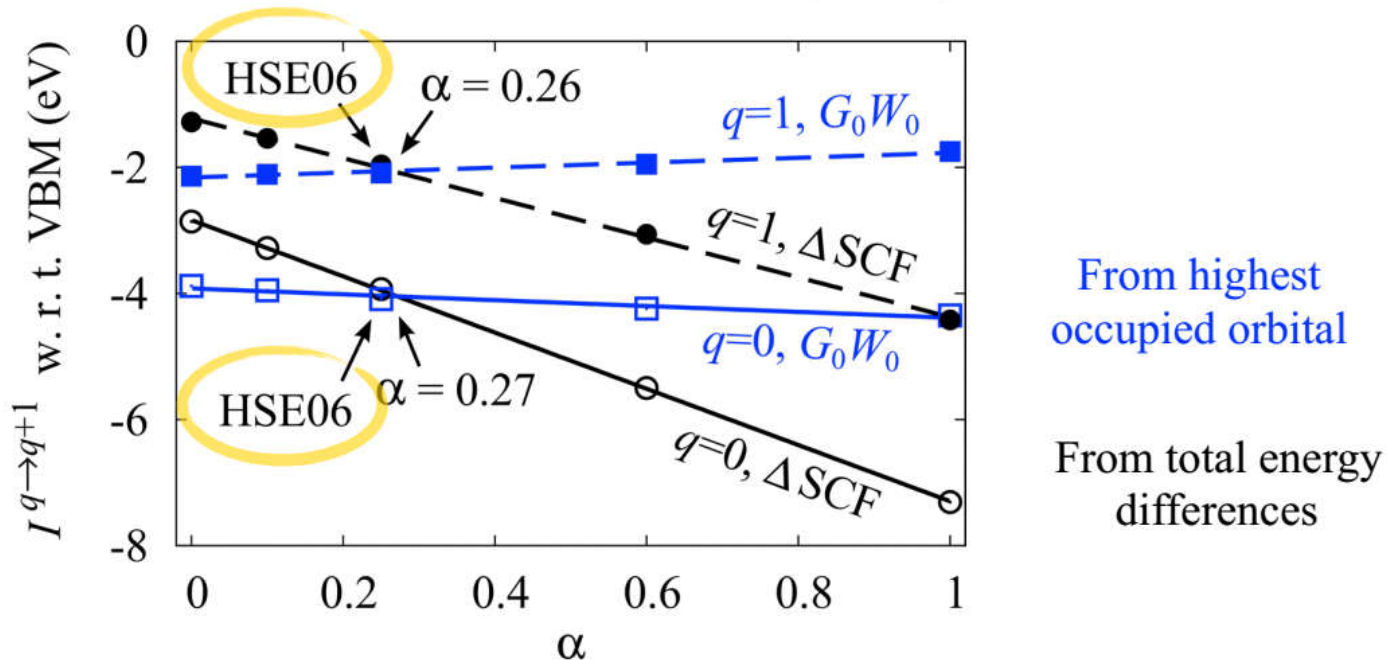 I^{q→q+1} w. r. t. VBM (eV)
0
-2
-4
-6
-8
HSE06
α = 0.26
q=1, G₀W₀
q=1, ΔSCF
q=0, G₀W₀
HSE06
α = 0.27
q=0, ΔSCF
0 0.2 0.4 0.6 0.8 1
α
From highest
occupied orbital
From total energy
differences